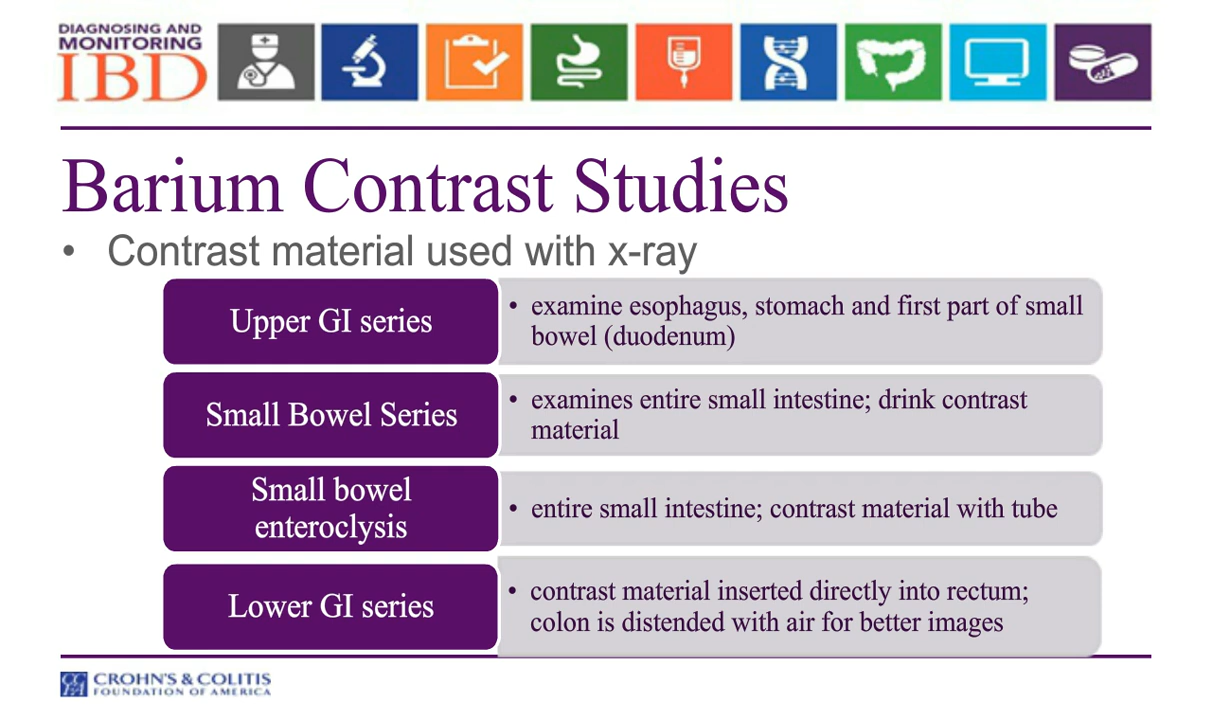 DIAGNOSING AND
MONITORING
IBD
Barium Contrast Studies
• Contrast material used with x-ray
Upper GI series
• examine esophagus, stomach and first part of small
bowel (duodenum)
Small Bowel Series
• examines entire small intestine; drink contrast
material
Small bowel
enteroclysis
• entire small intestine; contrast material with tube
Lower GI series
• contrast material inserted directly into rectum;
colon is distended with air for better images
CROHN'S & COLITIS
FOUNDATION OF AMERICA